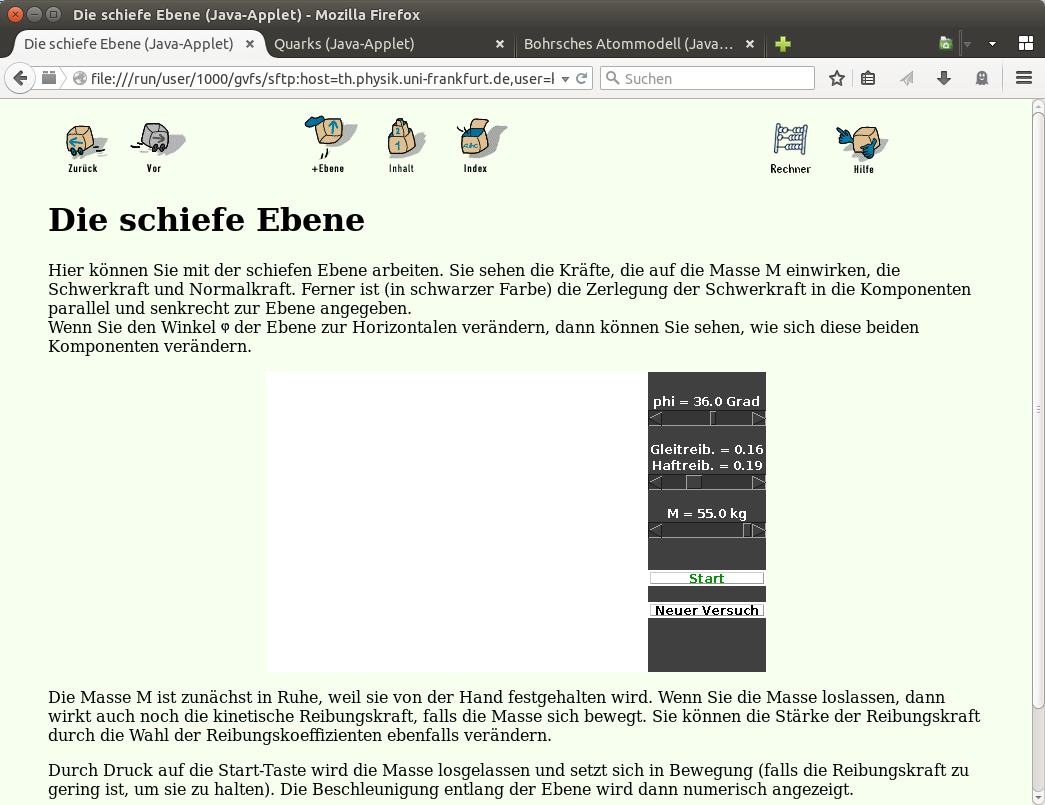 Die schiefe Ebene (Java-Applet) - Mozilla Firefox
Die schiefe Ebene (Java-Applet) Quarks (Java-Applet) Bohrsches Atommodell (Java…
file:///run/user/1000/gvfs/sftp:host=th.physik.uni-frankfurt.de,user=l Suchen
2
1
ABC
Zurück Vor +Ebene Inhalt Index Rechner Hilfe
Die schiefe Ebene
Hier können Sie mit der schiefen Ebene arbeiten. Sie sehen die Kräfte, die auf die Masse M einwirken, die
Schwerkraft und Normalkraft. Ferner ist (in schwarzer Farbe) die Zerlegung der Schwerkraft in die Komponenten
parallel und senkrecht zur Ebene angegeben.
Wenn Sie den Winkel φ der Ebene zur Horizontalen verändern, dann können Sie sehen, wie sich diese beiden
Komponenten verändern.
phi = 36.0 Grad
Gleitreib. = 0.16
Haftreib. = 0.19
M = 55.0 kg
Start
Neuer Versuch
Die Masse M ist zunächst in Ruhe, weil sie von der Hand festgehalten wird. Wenn Sie die Masse loslassen, dann
wirkt auch noch die kinetische Reibungskraft, falls die Masse sich bewegt. Sie können die Stärke der Reibungskraft
durch die Wahl der Reibungskoeffizienten ebenfalls verändern.
Durch Druck auf die Start-Taste wird die Masse losgelassen und setzt sich in Bewegung (falls die Reibungskraft zu
gering ist, um sie zu halten). Die Beschleunigung entlang der Ebene wird dann numerisch angezeigt.